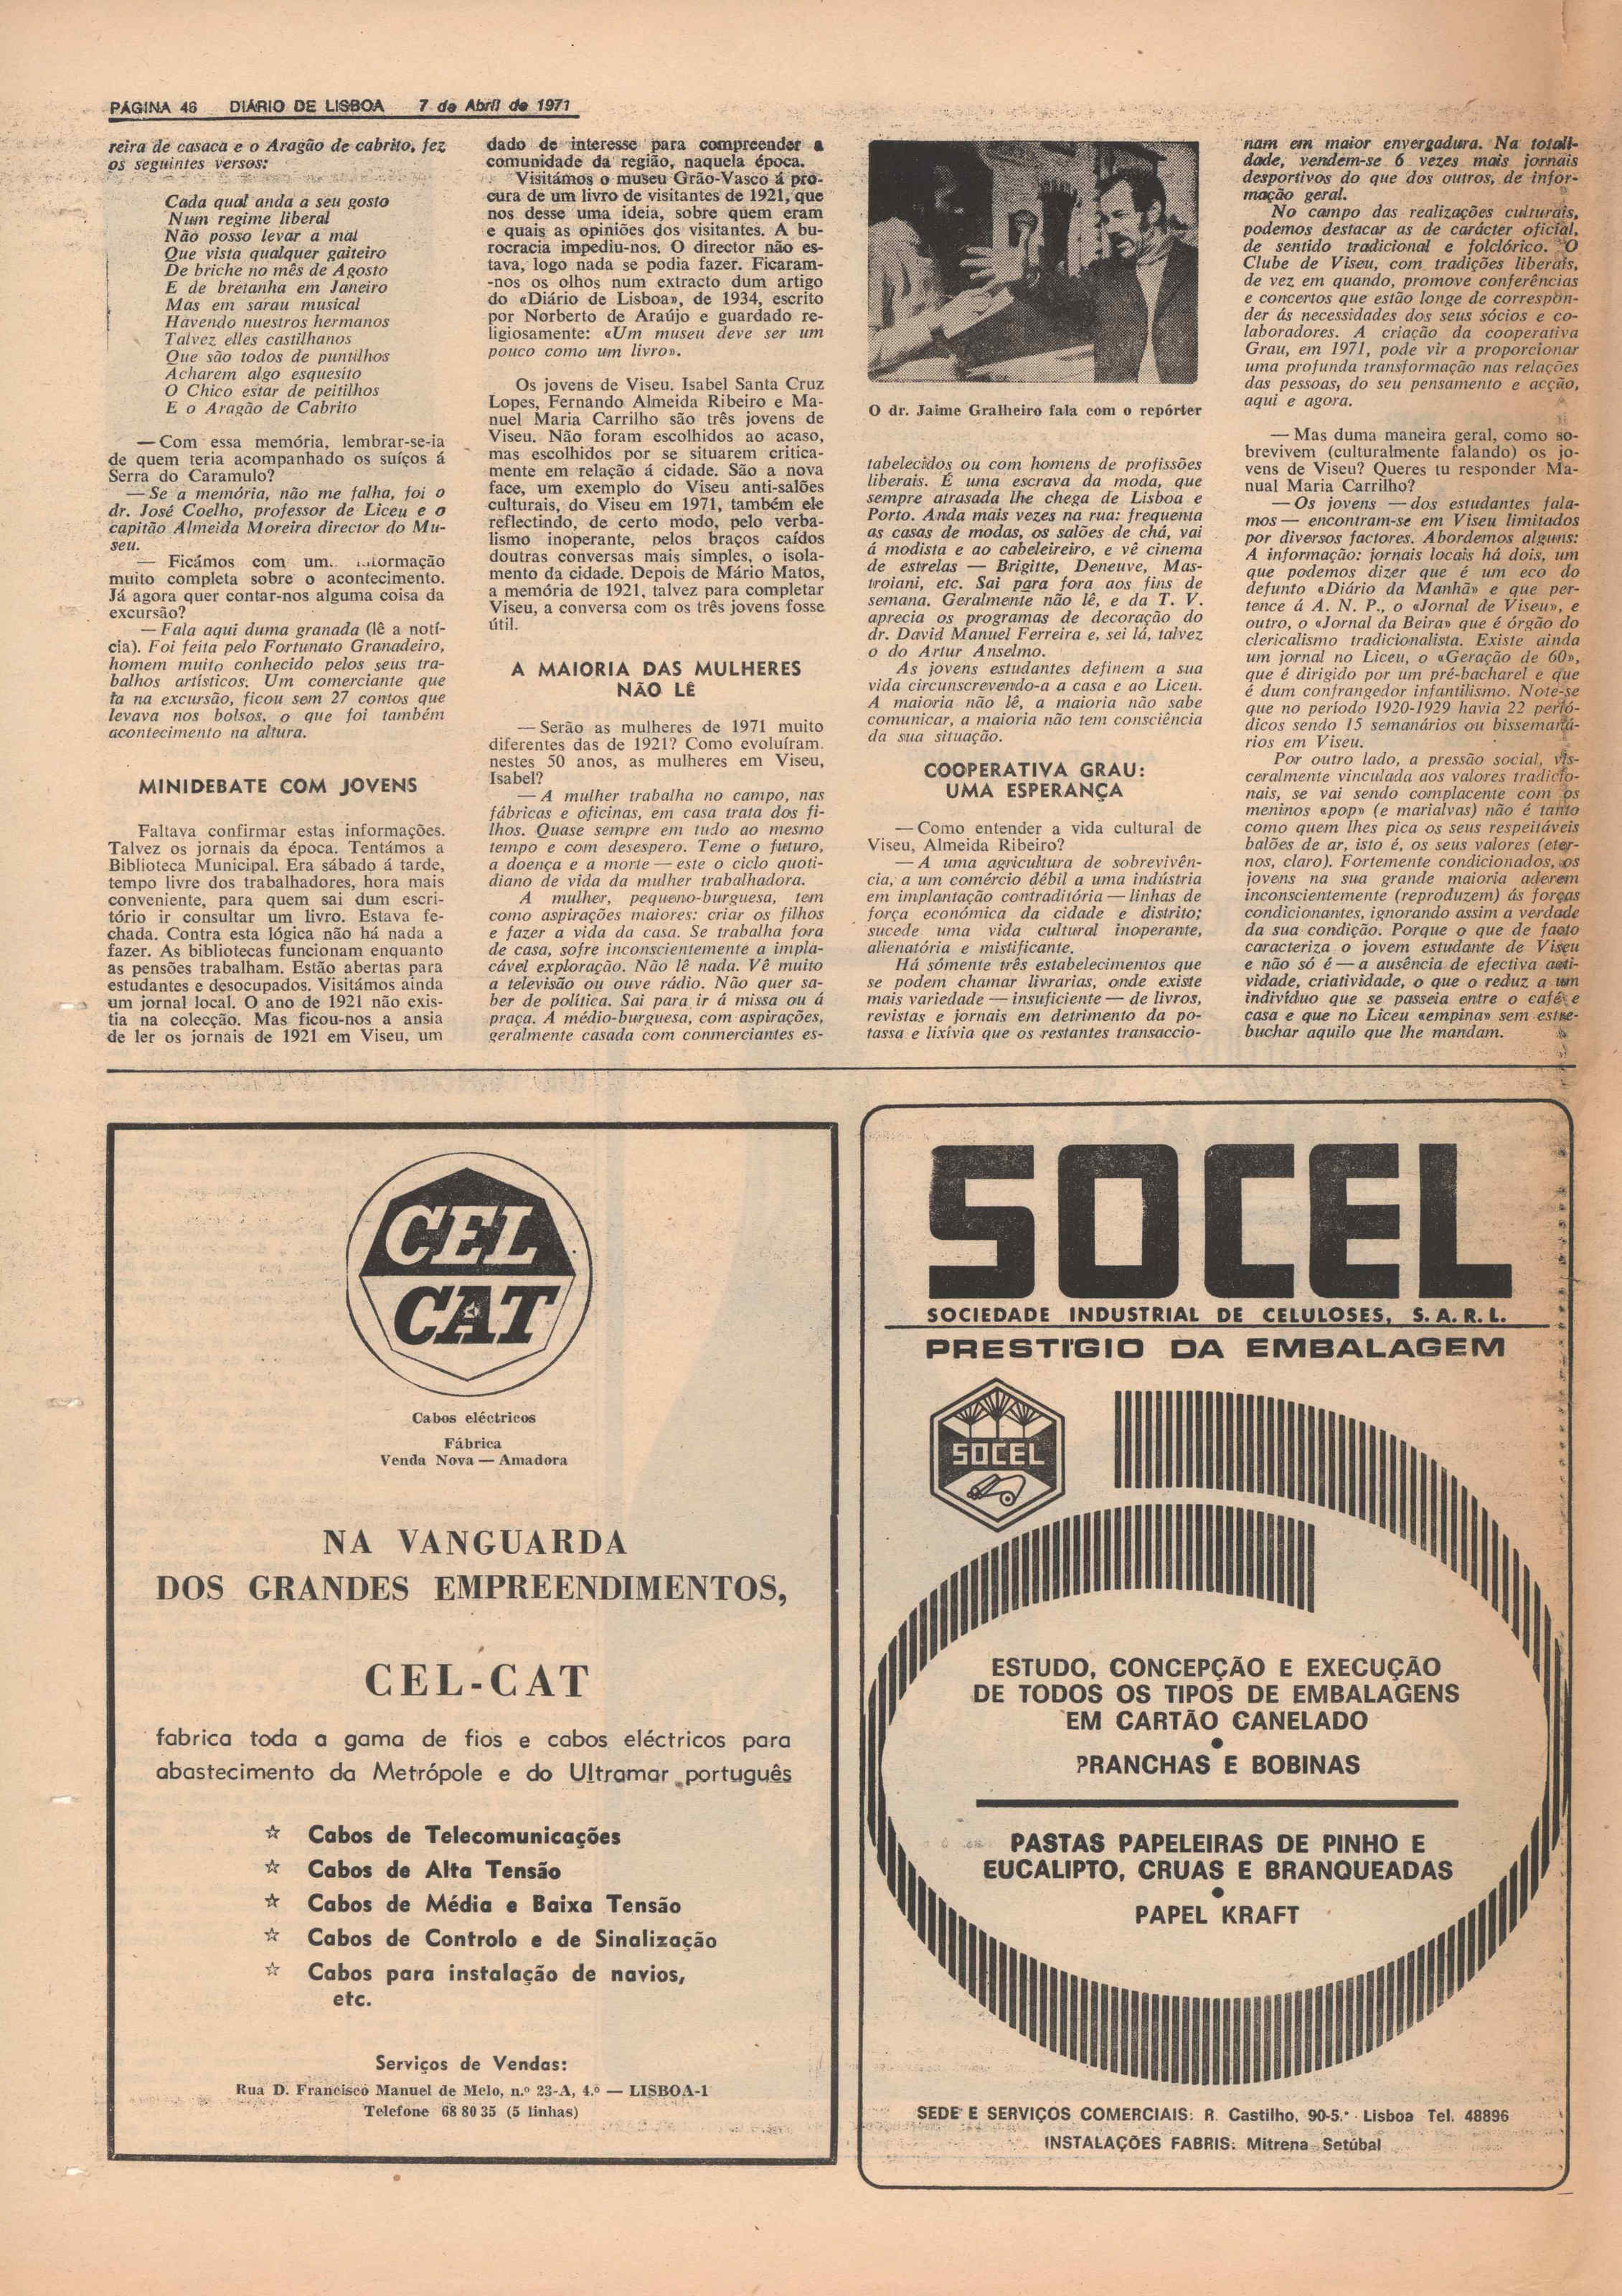 PÁGINA 46 DIÁRIO DE LISBOA 7 de Abril de 1971
reira de casaca e o Aragão de cabrito, fez
os seguintes versos:
Cada qual anda a seu gosto
Num regime liberal
Não posso levar a mal
Que vista qualquer gaiteiro
De briche no mês de Agosto
E de bretanha em Janeiro
Mas em sarau musical
Havendo nuestros hermanos
Talvez elles castilhanos
Que são todos de puntilhos
Acharem algo esquesito
O Chico estar de peitilhos
E o Aragão de Cabrito
— Com essa memória, lembrar-se-ia
de quem teria acompanhado os suíços á
Serra do Caramulo?
— Se a memória, não me falha, foi o
dr. José Coelho, professor de Liceu e o
capitão Almeida Moreira director do Mu-
seu.
— Ficámos com um. informação
muito completa sobre o acontecimento.
Já agora quer contar-nos alguma coisa da
excursão?
— Fala aqui duma granada (lê a notí-
cia). Foi feita pelo Fortunato Granadeiro,
homem muito conhecido pelos seus tra-
balhos artísticos. Um comerciante que
ta na excursão, ficou sem 27 contos que
levava nos bolsos, o que foi também
acontecimento na altura.
MINIDEBATE COM JOVENS
Faltava confirmar estas informações.
Talvez os jornais da época. Tentámos a
Biblioteca Municipal. Era sábado á tarde,
tempo livre dos trabalhadores, hora mais
conveniente, para quem sai dum escri-
tório ir consultar um livro. Estava fe-
chada. Contra esta lógica não há nada a
fazer. As bibliotecas funcionam enquanto
as pensões trabalham. Estão abertas para
estudantes e desocupados. Visitámos ainda
um jornal local. O ano de 1921 não exis-
tia na colecção. Mas ficou-nos a ansia
de ler os jornais de 1921 em Viseu, um
dado de interesse para compreender a
comunidade da região, naquela época.
Visitámos o museu Grão-Vasco á pro-
cura de um livro de visitantes de 1921, que
nos desse uma ideia, sobre quem eram
e quais as opiniões dos visitantes. A bu-
rocracia impediu-nos. O director não es-
tava, logo nada se podia fazer. Ficaram-
-nos os olhos num extracto dum artigo
do «Diário de Lisboa», de 1934, escrito
por Norberto de Araújo e guardado re-
ligiosamente: «Um museu deve ser um
pouco como um livro».
Os jovens de Viseu. Isabel Santa Cruz
Lopes, Fernando Almeida Ribeiro e Ma-
nuel Maria Carrilho são três jovens de
Viseu. Não foram escolhidos ao acaso,
mas escolhidos por se situarem critica-
mente em relação á cidade. São a nova
face, um exemplo do Viseu anti-salões
culturais, do Viseu em 1971, também ele
reflectindo, de certo modo, pelo verba-
lismo inoperante, pelos braços caídos
doutras conversas mais simples, o isola-
mento da cidade. Depois de Mário Matos,
a memória de 1921, talvez para completar
Viseu, a conversa com os três jovens fosse
útil.
A MAIORIA DAS MULHERES
NÃO LÊ
— Serão as mulheres de 1971 muito
diferentes das de 1921? Como evoluíram.
nestes 50 anos, as mulheres em Viseu,
Isabel?
— A mulher trabalha no campo, nas
fábricas e oficinas, em casa trata dos fi-
lhos. Quase sempre em tudo ao mesmo
tempo e com desespero. Teme o futuro,
a doença e a morte — este o ciclo quoti-
diano de vida da mulher trabalhadora.
A mulher, pequeno-burguesa, tem
como aspirações maiores: criar os filhos
e fazer a vida da casa. Se trabalha fora
de casa, sofre inconscientemente a impla-
cável exploração. Não lê nada. Vê muito
a televisão ou ouve rádio. Não quer sa-
ber de política. Sai para ir á missa ou á
praça. A médio-burguesa, com aspirações,
geralmente casada com conmerciantes es-
O dr. Jaime Gralheiro fala com o repórter
tabelecidos ou com homens de profissões
liberais. É uma escrava da moda, que
sempre atrasada lhe chega de Lisboa e
Porto. Anda mais vezes na rua: frequenta
as casas de modas, os salões de chá, vai
á modista e ao cabeleireiro, e vê cinema
de estrelas — Brigitte, Deneuve, Mas-
troiani, etc. Sai para fora aos fins de
semana. Geralmente não lê, e da T. V.
aprecia os programas de decoração do
dr. David Manuel Ferreira e, sei lá, talvez
o do Artur Anselmo.
As jovens estudantes definem a sua
vida circunscrevendo-a a casa e ao Liceu.
A maioria não lê, a maioria não sabe
comunicar, a maioria não tem consciência
da sua situação.
COOPERATIVA GRAU:
UMA ESPERANÇA
— Como entender a vida cultural de
Viseu, Almeida Ribeiro?
— A uma agricultura de sobrevivên-
cia, a um comércio débil a uma indústria
em implantação contraditória — linhas de
força económica da cidade e distrito;
sucede uma vida cultural inoperante,
alienatória e mistificante.
Há sòmente três estabelecimentos que
se podem chamar livrarias, onde existe
mais variedade — insuficiente — de livros,
revistas e jornais em detrimento da po-
tassa e lixívia que os restantes transaccio-
nam em maior envergadura. Na totali-
dade, vendem-se 6 vezes mais jornais
desportivos do que dos outros, de infor-
mação geral.
No campo das realizações culturais,
podemos destacar as de carácter oficial,
de sentido tradicional e folclórico. O
Clube de Viseu, com tradições liberais,
de vez em quando, promove conferências
e concertos que estão longe de correspon-
der ás necessidades dos seus sócios e co-
laboradores. A criação da cooperativa
Grau, em 1971, pode vir a proporcionar
uma profunda transformação nas relações
das pessoas, do seu pensamento e acção,
aqui e agora.
— Mas duma maneira geral, como so-
brevivem (culturalmente falando) os jo-
vens de Viseu? Queres tu responder Ma-
nual Maria Carrilho?
— Os jovens — dos estudantes fala-
mos — encontram-se em Viseu limitados
por diversos factores. Abordemos alguns:
A informação: jornais locais há dois, um
que podemos dizer que é um eco do
defunto «Diário da Manhã» e que per-
tence á A. N. P., o «Jornal de Viseu», e
outro, o «Jornal da Beira» que é órgão do
clericalismo tradicionalista. Existe ainda
um jornal no Liceu, o «Geração de 60»,
que é dirigido por um pré-bacharel e que
é dum confrangedor infantilismo. Note-se
que no período 1920-1929 havia 22 perió-
dicos sendo 15 semanários ou bissemaná-
rios em Viseu.
Por outro lado, a pressão social, vis-
ceralmente vinculada aos valores tradicio-
nais, se vai sendo complacente com os
meninos «pop» (e marialvas) não é tanto
como quem lhes pica os seus respeitáveis
balões de ar, isto é, os seus valores (eter-
nos, claro). Fortemente condicionados, os
jovens na sua grande maioria aderem
inconscientemente (reproduzem) ás forças
condicionantes, ignorando assim a verdade
da sua condição. Porque o que de facto
caracteriza o jovem estudante de Viseu
e não só é — a ausência de efectiva acti-
vidade, criatividade, o que o reduz a um
indivíduo que se passeia entre o café e
casa e que no Liceu «empina» sem estre-
buchar aquilo que lhe mandam.
CEL
CAT
Cabos eléctricos
Fábrica
Venda Nova — Amadora
NA VANGUARDA
DOS GRANDES EMPREENDIMENTOS,
CEL-CAT
fabrica toda a gama de fios e cabos eléctricos para
abastecimento da Metrópole e do Ultramar português
☆ Cabos de Telecomunicações
☆ Cabos de Alta Tensão
☆ Cabos de Média e Baixa Tensão
☆ Cabos de Controlo e de Sinalização
☆ Cabos para instalação de navios,
etc.
Serviços de Vendas:
Rua D. Francisco Manuel de Melo, n.º 23-A, 4.º — LISBOA-1
Telefone 68 80 35 (5 linhas)
SOCEL
SOCIEDADE INDUSTRIAL DE CELULOSES, S.A.R.L.
PRESTÍGIO DA EMBALAGEM
SOCEL
ESTUDO, CONCEPÇÃO E EXECUÇÃO
DE TODOS OS TIPOS DE EMBALAGENS
EM CARTÃO CANELADO
•
PRANCHAS E BOBINAS
PASTAS PAPELEIRAS DE PINHO E
EUCALIPTO, CRUAS E BRANQUEADAS
•
PAPEL KRAFT
SEDE E SERVIÇOS COMERCIAIS: R. Castilho, 90-5.º - Lisboa Tel. 48896
INSTALAÇÕES FABRIS: Mitrena Setúbal